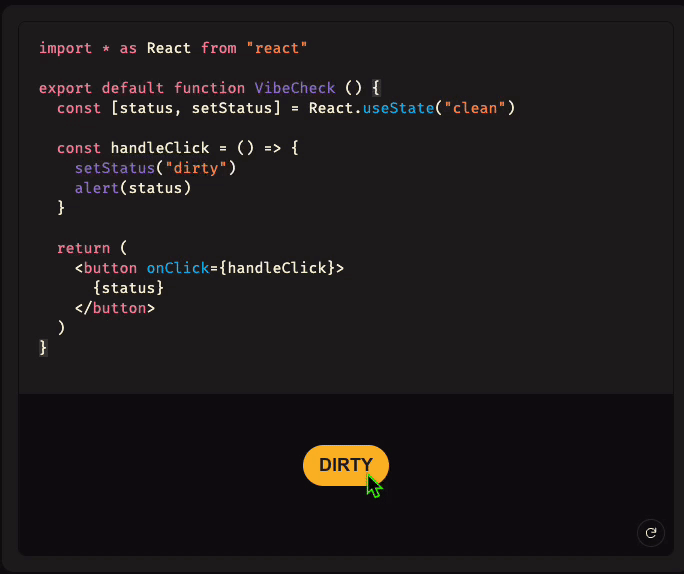 import * as React from "react"
export default function VibeCheck () {
  const [status, setStatus] = React.useState("clean")
  const handleClick = () => {
    setStatus("dirty")
    alert(status)
  }
  return (
    <button onClick={handleClick}>
      {status}
    </button>
  )
}
DIRTY